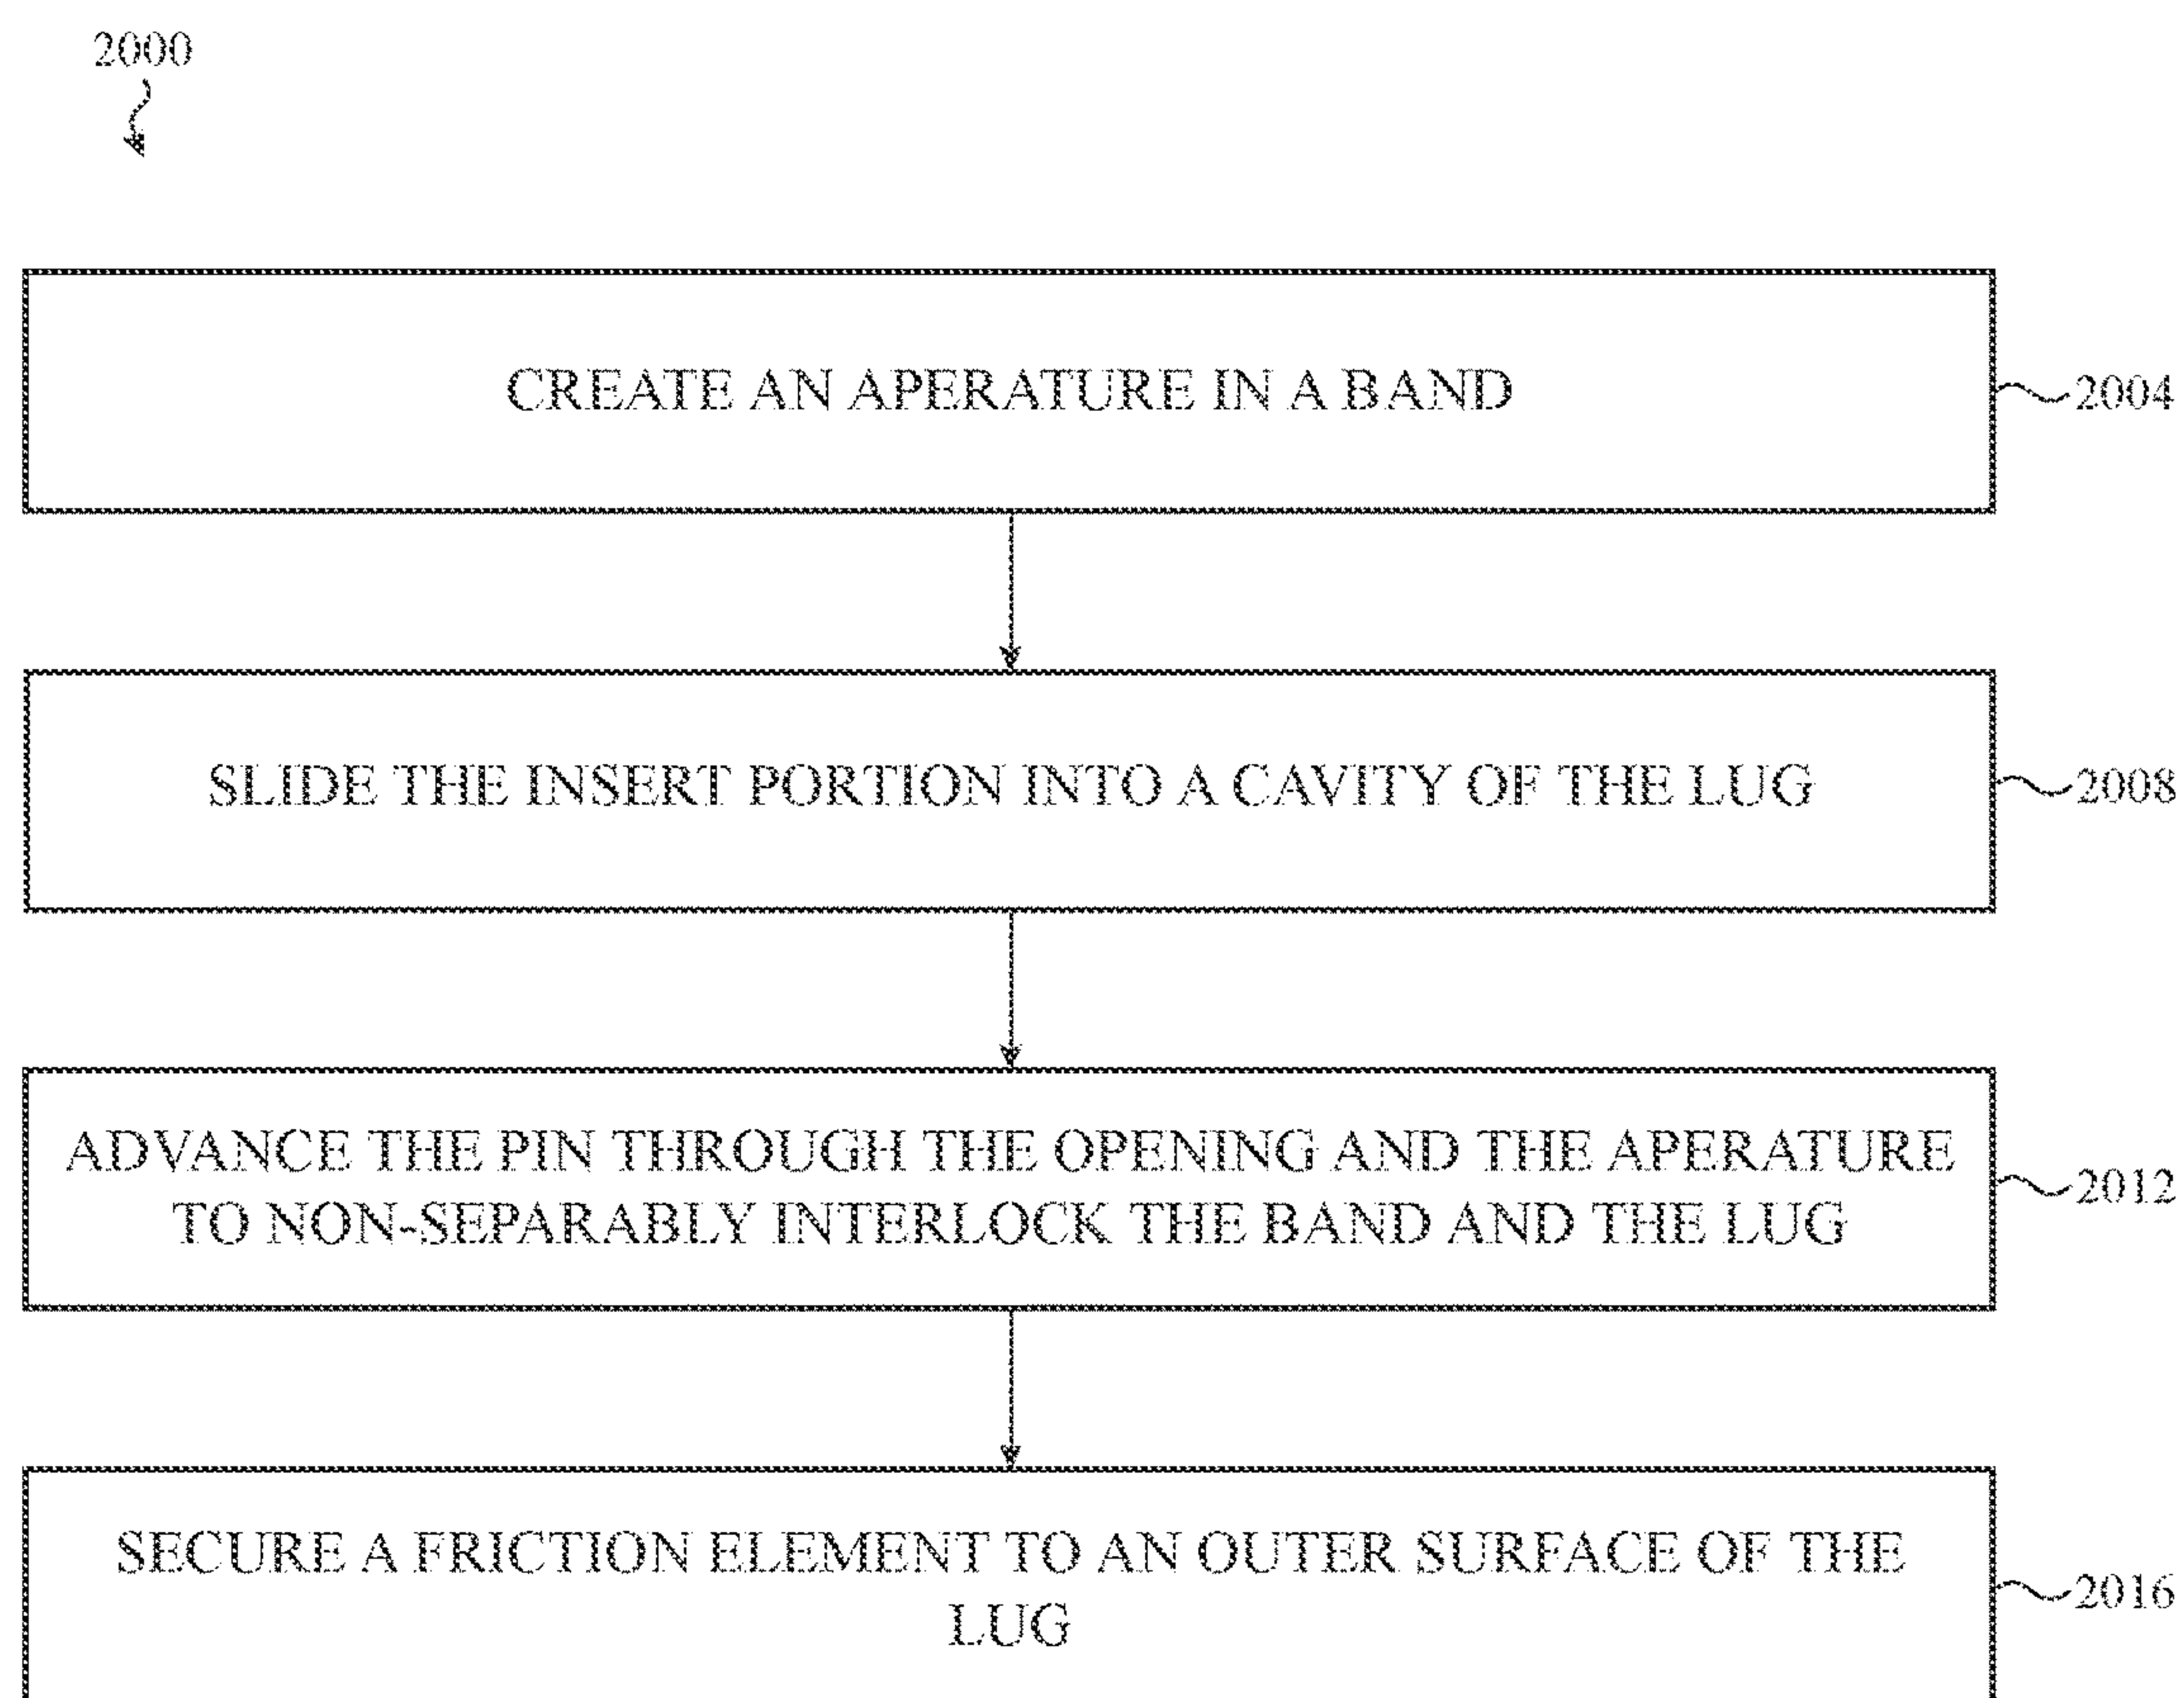 2000
CREATE AN APERATURE IN A BAND
2004
SLIDE THE INSERT PORTION INTO A CAVITY OF THE LUG
2008
ADVANCE THE PIN THROUGH THE OPENING AND THE APERATURE
TO NON-SEPARABLY INTERLOCK THE BAND AND THE LUG
2012
SECURE A FRICTION ELEMENT TO AN OUTER SURFACE OF THE
LUG
2016